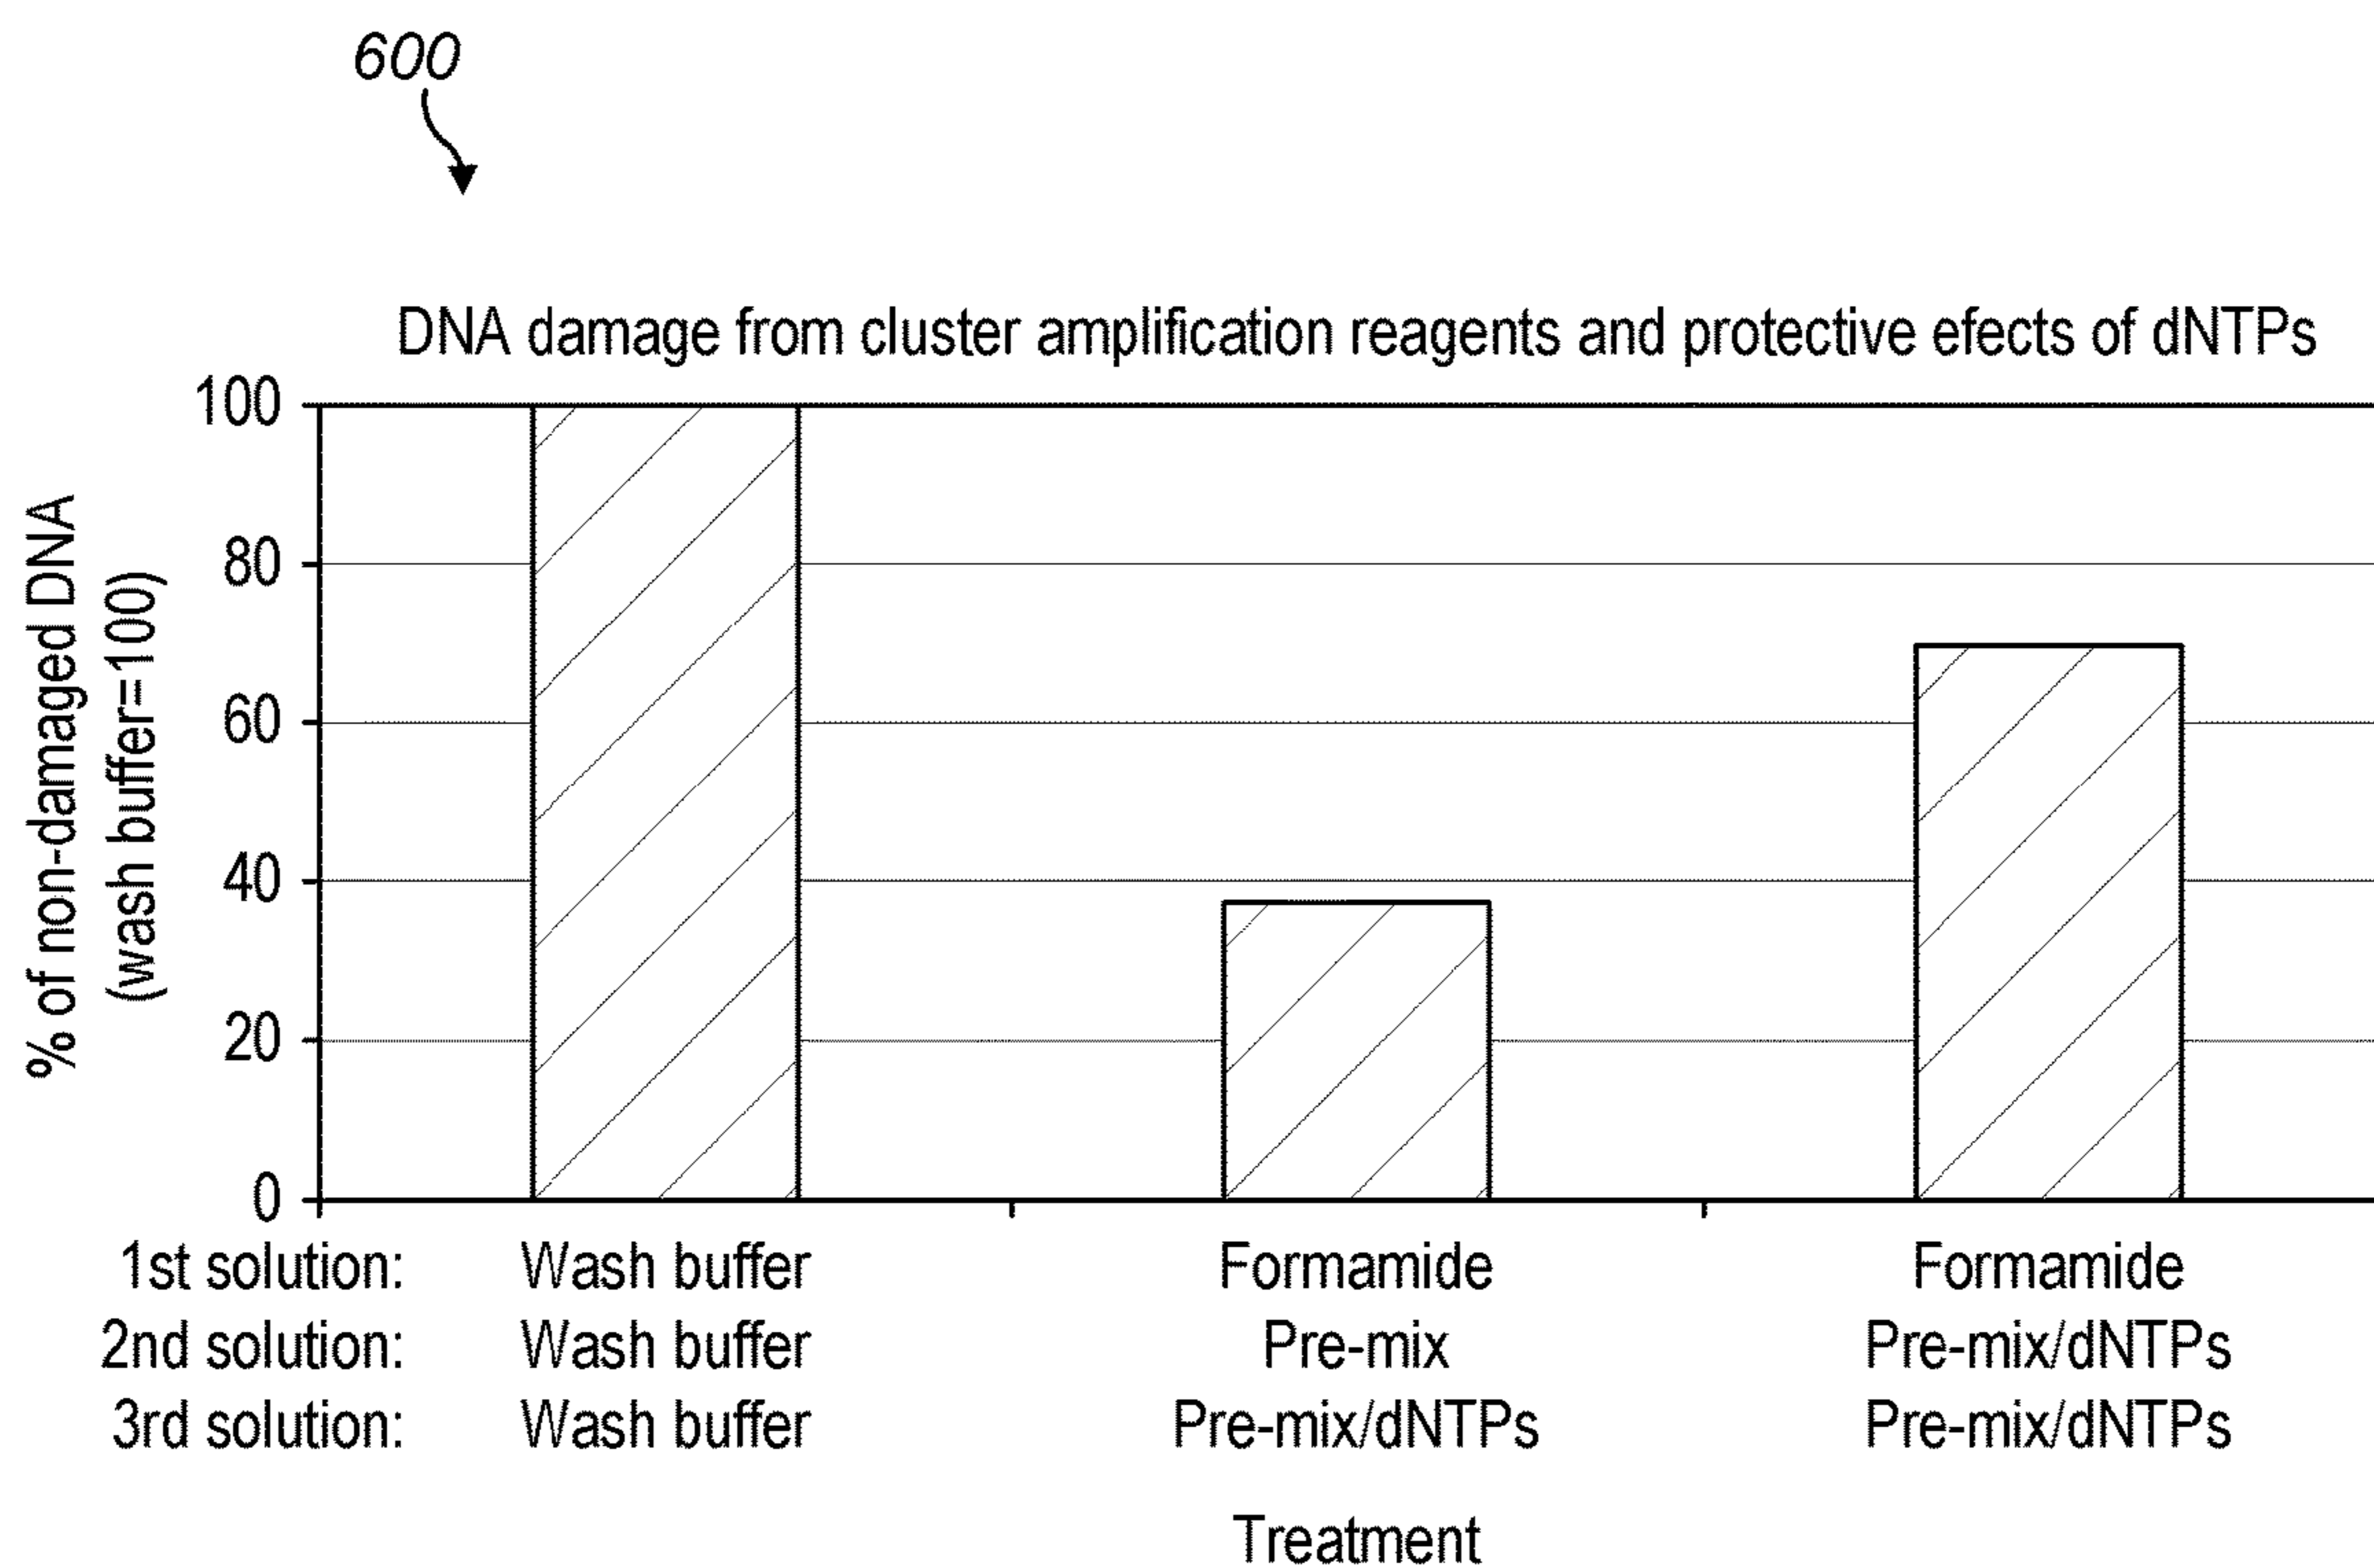 600
DNA damage from cluster amplification reagents and protective efects of dNTPs
% of non-damaged DNA
(wash buffer=100)
100
80
60
40
20
0
1st solution: Wash buffer Formamide Formamide
2nd solution: Wash buffer Pre-mix Pre-mix/dNTPs
3rd solution: Wash buffer Pre-mix/dNTPs Pre-mix/dNTPs
Treatment